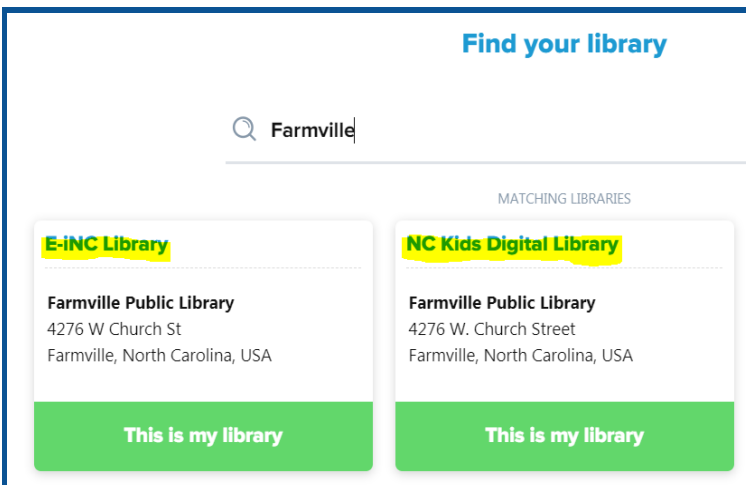 Find your library
Farmville
MATCHING LIBRARIES
E-iNC Library
Farmville Public Library
4276 W Church St
Farmville, North Carolina, USA
This is my library
NC Kids Digital Library
Farmville Public Library
4276 W. Church Street
Farmville, North Carolina, USA
This is my library